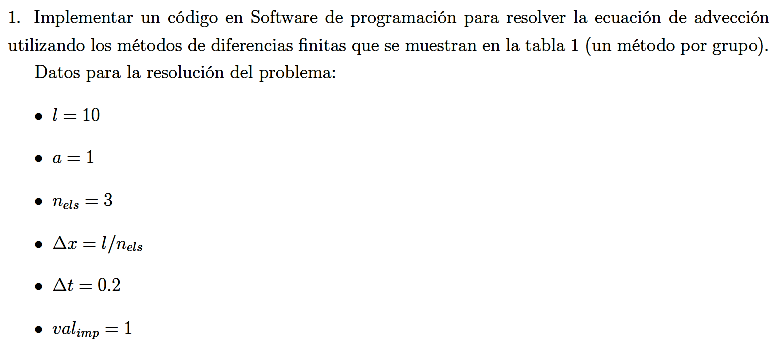 1. Implementar un código en Software de programación para resolver la ecuación de advección
utilizando los métodos de diferencias finitas que se muestran en la tabla 1 (un método por grupo).
Datos para la resolución del problema:
• l = 10
• a = 1
• n_{els} = 3
• Δx = l/n_{els}
• Δt = 0.2
• val_{imp} = 1